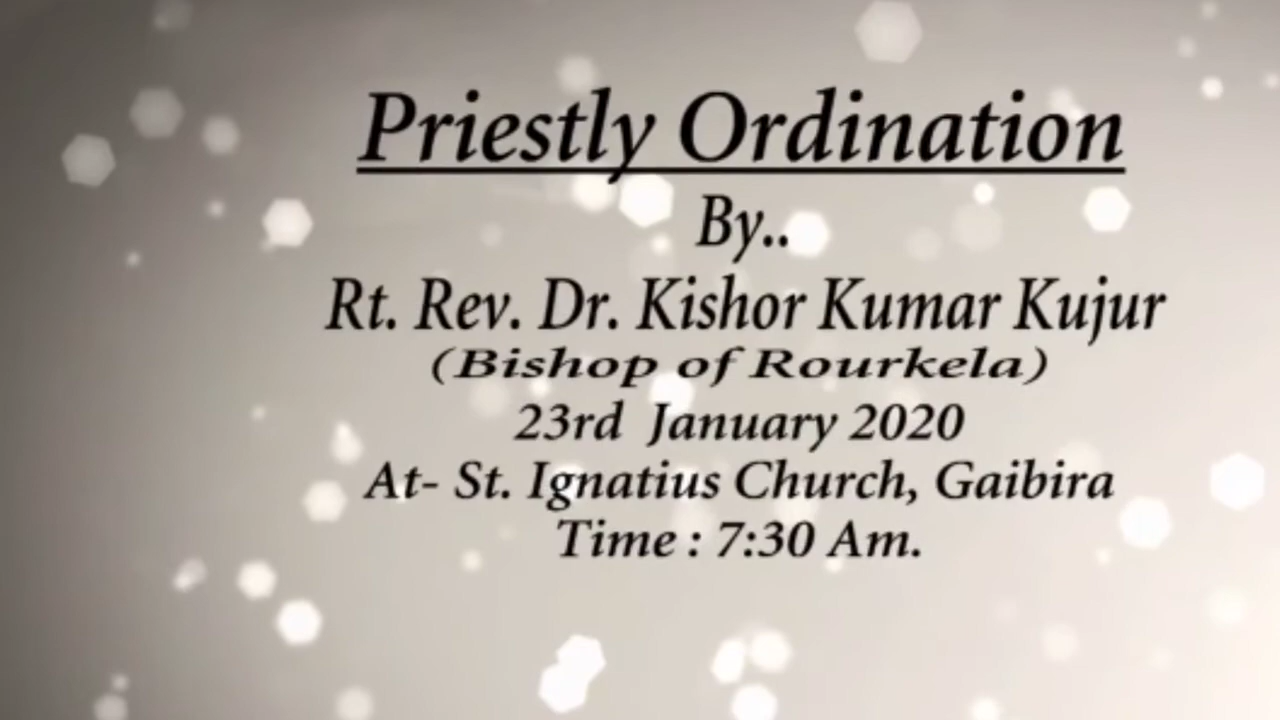 Priestly Ordination
By..
Rt. Rev. Dr. Kishor Kumar Kujur
(Bishop of Rourkela)
23rd January 2020
At- St. Ignatius Church, Gaibira
Time : 7:30 Am.